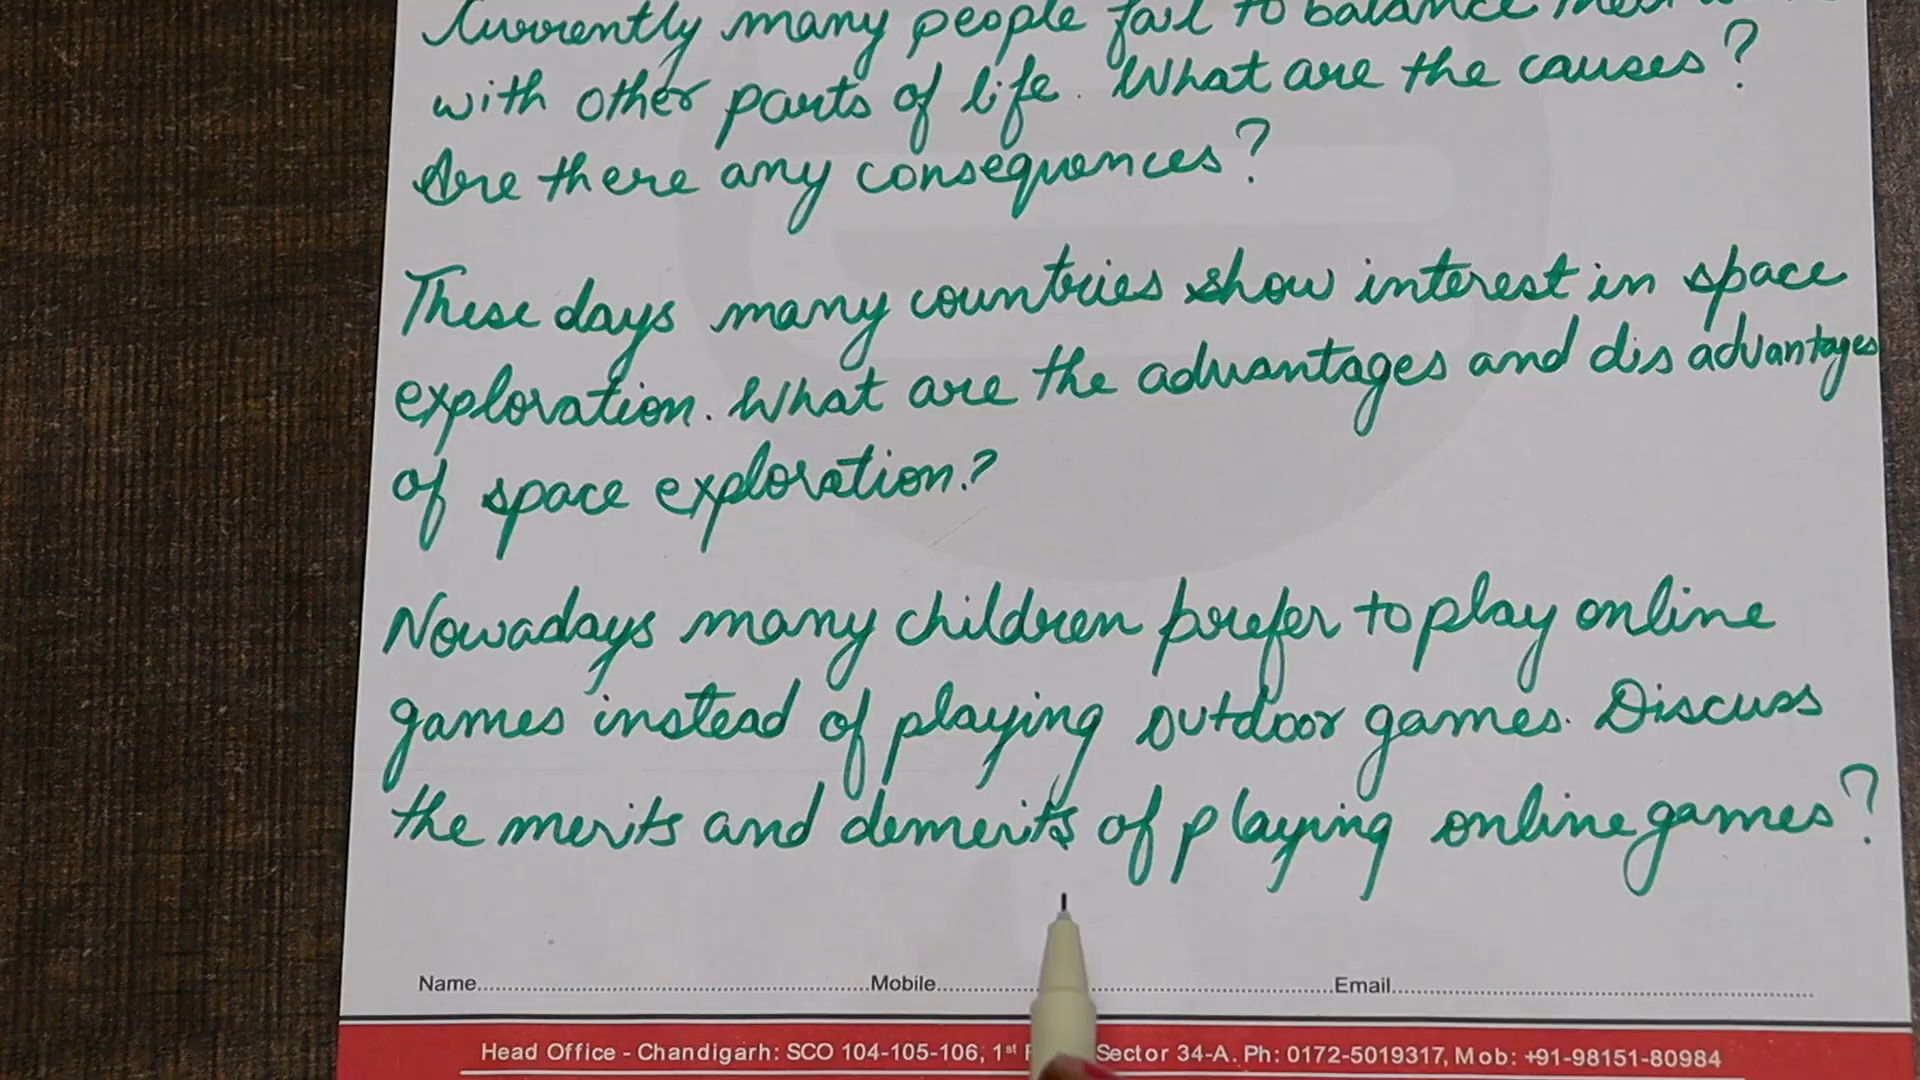 Currently many people fail to balance their
with other parts of life. What are the causes?
Are there any consequences?
These days many countries show interest in space
exploration. What are the advantages and disadvantages
of space exploration.?
Nowadays many children prefer to play online
games instead of playing outdoor games. Discuss
the merits and demerits of playing online games?
Name Mobile Email
Head Office - Chandigarh: SCO 104-105-106, 1st Sector 34-A. Ph: 0172-5019317, Mob: +91-98151-80984